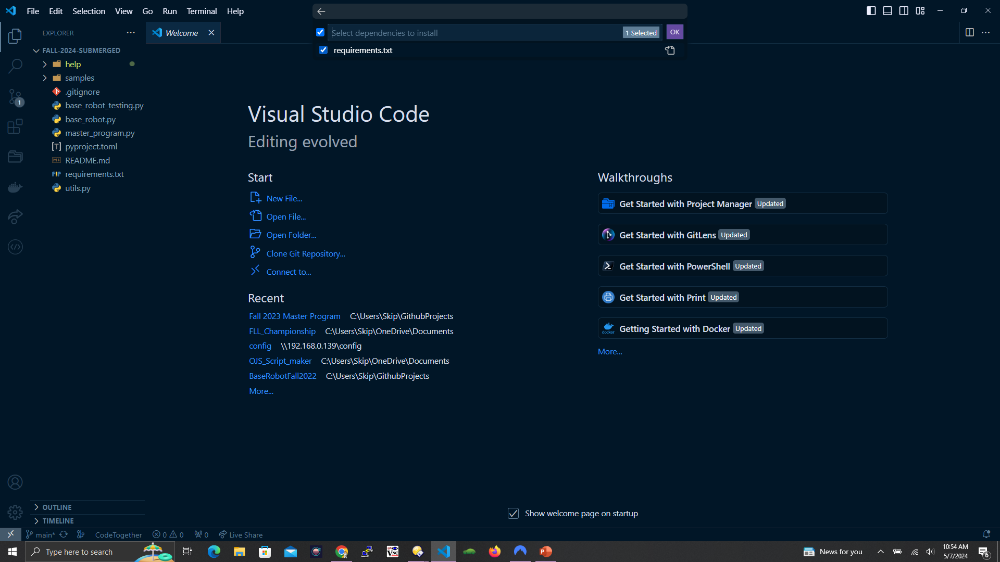 File Edit Selection View Go Run Terminal Help
Select dependencies to install 1 Selected OK
requirements.txt
EXPLORER
Welcome
FALL-2024-SUBMERGED
help
samples
.gitignore
base_robot_testing.py
base_robot.py
master_program.py
pyproject.toml
README.md
requirements.txt
utils.py
1
Visual Studio Code
Editing evolved
Start
New File...
Open File...
Open Folder...
Clone Git Repository...
Connect to...
Recent
Fall 2023 Master Program C:\Users\Skip\GithubProjects
FLL_Championship C:\Users\Skip\OneDrive\Documents
config \\192.168.0.139\config
OJS_Script_maker C:\Users\Skip\OneDrive\Documents
BaseRobotFall2022 C:\Users\Skip\GithubProjects
More...
Walkthroughs
Get Started with Project Manager Updated
Get Started with GitLens Updated
Get Started with PowerShell Updated
Get Started with Print Updated
docker Getting Started with Docker Updated
More...
Show welcome page on startup
OUTLINE
TIMELINE
main* CodeTogether 0 0 0 Live Share
Type here to search
News for you
10:54 AM
5/7/2024
6